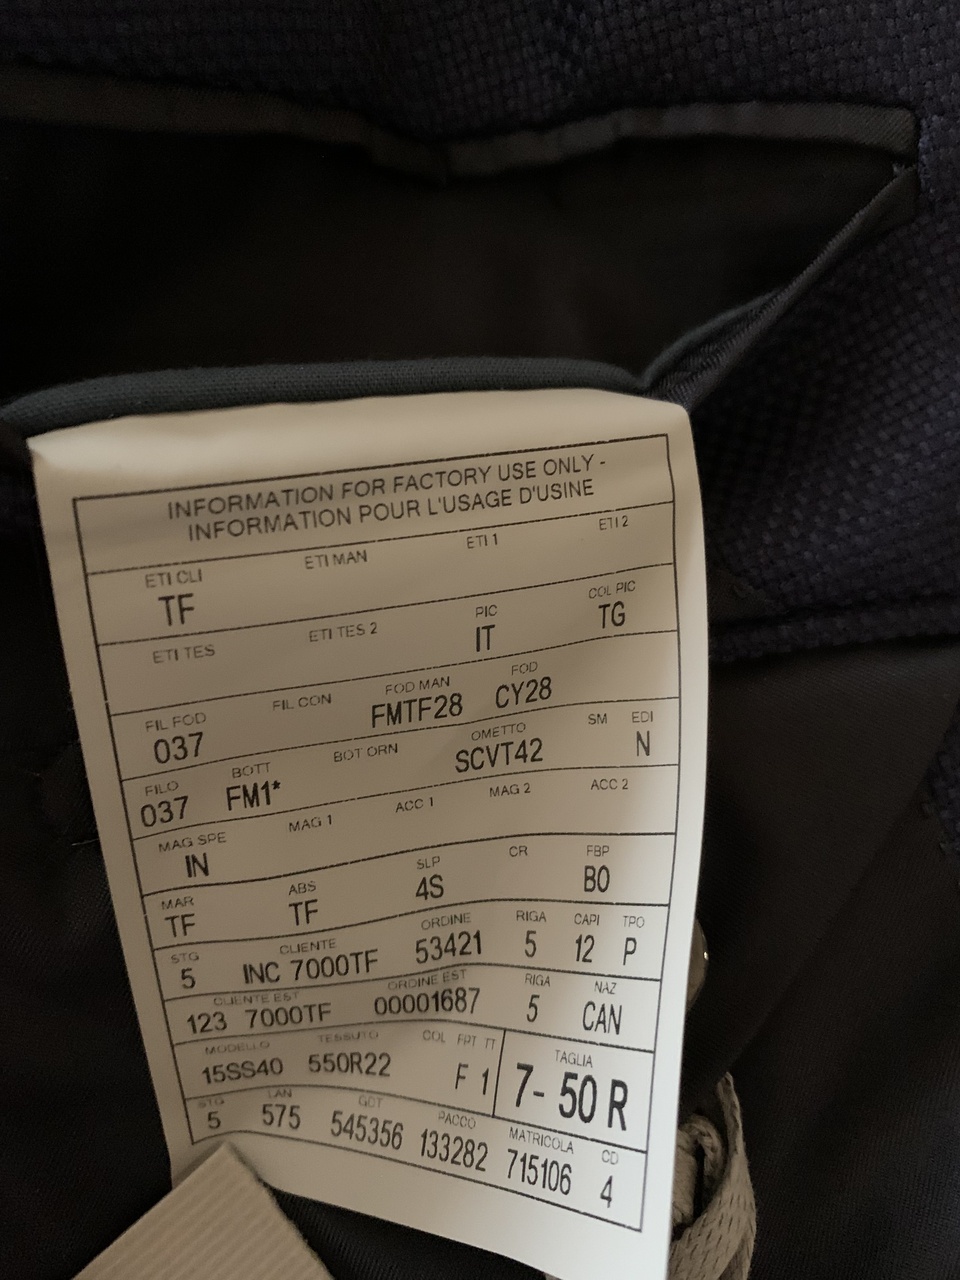 INFORMATION FOR FACTORY USE ONLY -
INFORMATION POUR L'USAGE D'USINE
ETI CLI ETI MAN ETI 1 ETI 2
TF
ETI TES ETI TES 2 PIC COL PIC
IT TG
FIL FOD FIL CON FOD MAN FOD
037 FMTF28 CY28
FILO BOTT BOT ORN OMETTO SM EDI
037 FM1* SCVT42 N
MAG SPE MAG 1 ACC 1 MAG 2 ACC 2
IN
MAR ABS SLP CR FBP
TF TF 4S B0
STG CLIENTE ORDINE RIGA CAPI TPO
5 INC 7000TF 53421 5 12 P
CLIENTE EST ORDINE EST RIGA NAZ
123 7000TF 00001687 5 CAN
MODELLO TESSUTO COL FPT TT TAGLIA
15SS40 550R22 F 1 7- 50 R
STG LAN GDT PACCO MATRICOLA CD
5 575 545356 133282 715106 4